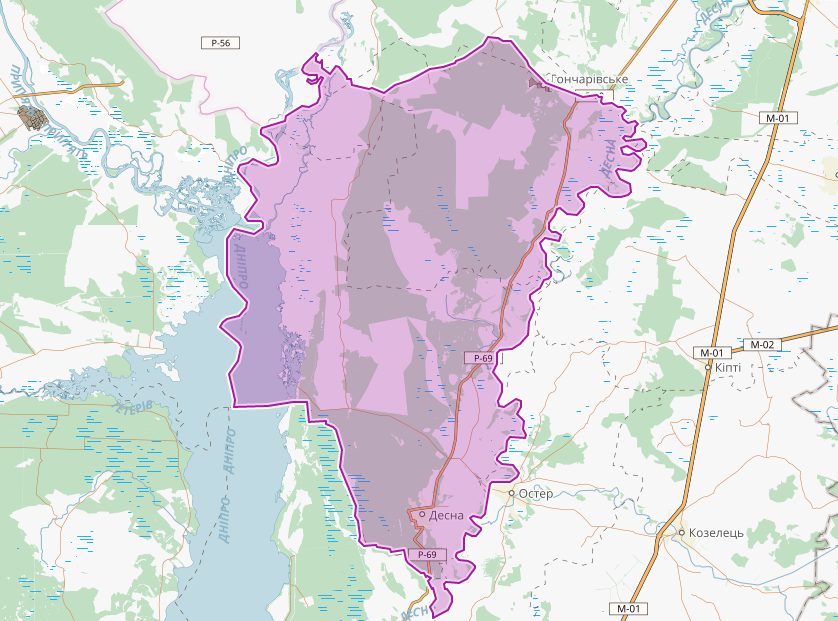 Р-56
Гончарівське
ДЕСНА
М-01
ПРИП'ЯТЬ
ДНІПРО
ДЕСНА
ДНІПРО
М-02
М-01
Р-69
Кіпті
ТЕТЕРІВ
ДНІПРО
Остер
Десна
ДНІПРО
Козелець
Р-69
М-01